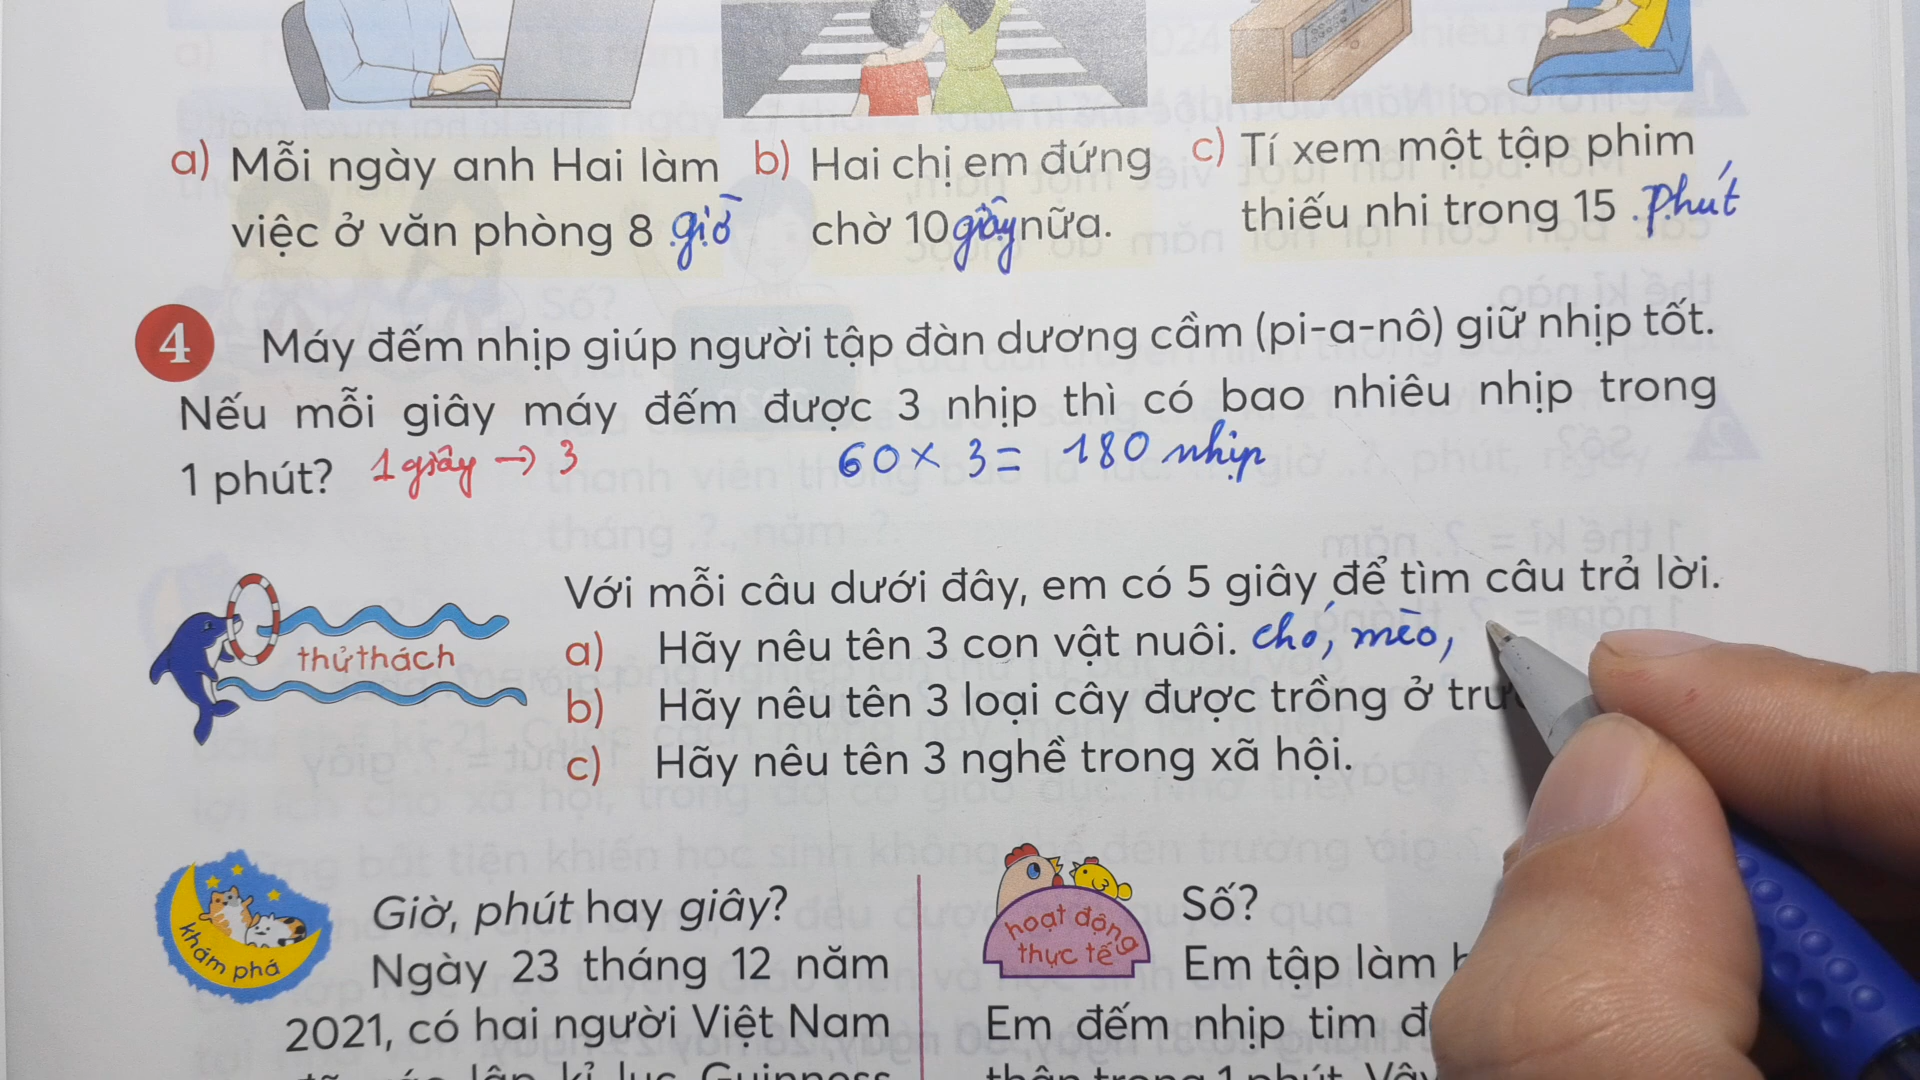 a) Mỗi ngày anh Hai làm
việc ở văn phòng 8 giờ
b) Hai chị em đứng
chờ 10 giây nữa.
c) Tí xem một tập phim
thiếu nhi trong 15 phút
4 Máy đếm nhịp giúp người tập đàn dương cầm (pi-a-nô) giữ nhịp tốt.
Nếu mỗi giây máy đếm được 3 nhịp thì có bao nhiêu nhịp trong
1 phút? 1 giây → 3 60 × 3 = 180 nhịp
thử thách
Với mỗi câu dưới đây, em có 5 giây để tìm câu trả lời.
a) Hãy nêu tên 3 con vật nuôi. chó, mèo,
b) Hãy nêu tên 3 loại cây được trồng ở
c) Hãy nêu tên 3 nghề trong xã hội.
khám phá
Giờ, phút hay giây?
Ngày 23 tháng 12 năm
2021, có hai người Việt Nam
kỉ lục Guinness
hoạt động
thực tế
Số?
Em tập làm
Em đếm nhịp tim
trong 1 phút. Vậy